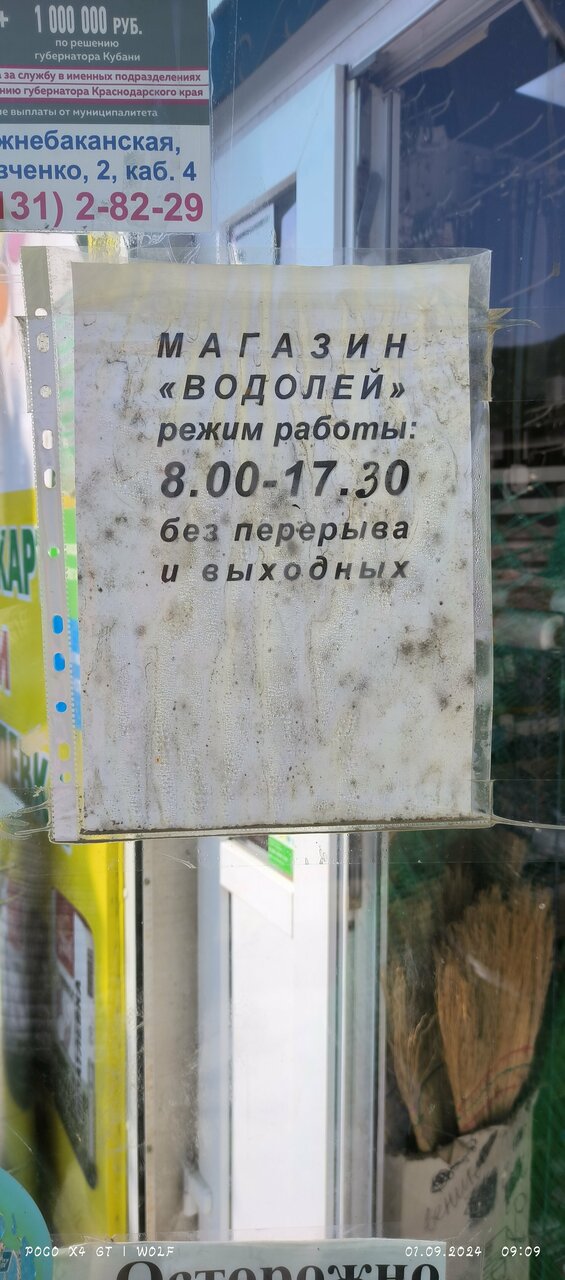 1 000 000 РУБ.
по решению
губернатора Кубани
за службу в именных подразделениях
губернатора Краснодарского края
выплаты от муниципалитета
2, каб. 4
131) 2-82-29
МАГАЗИН
«ВОДОЛЕЙ»
режим работы:
8.00-17.30
без перерыва
и выходных
POCO X4 GT | WOLF
01.09.2024 09:09
Осторожно